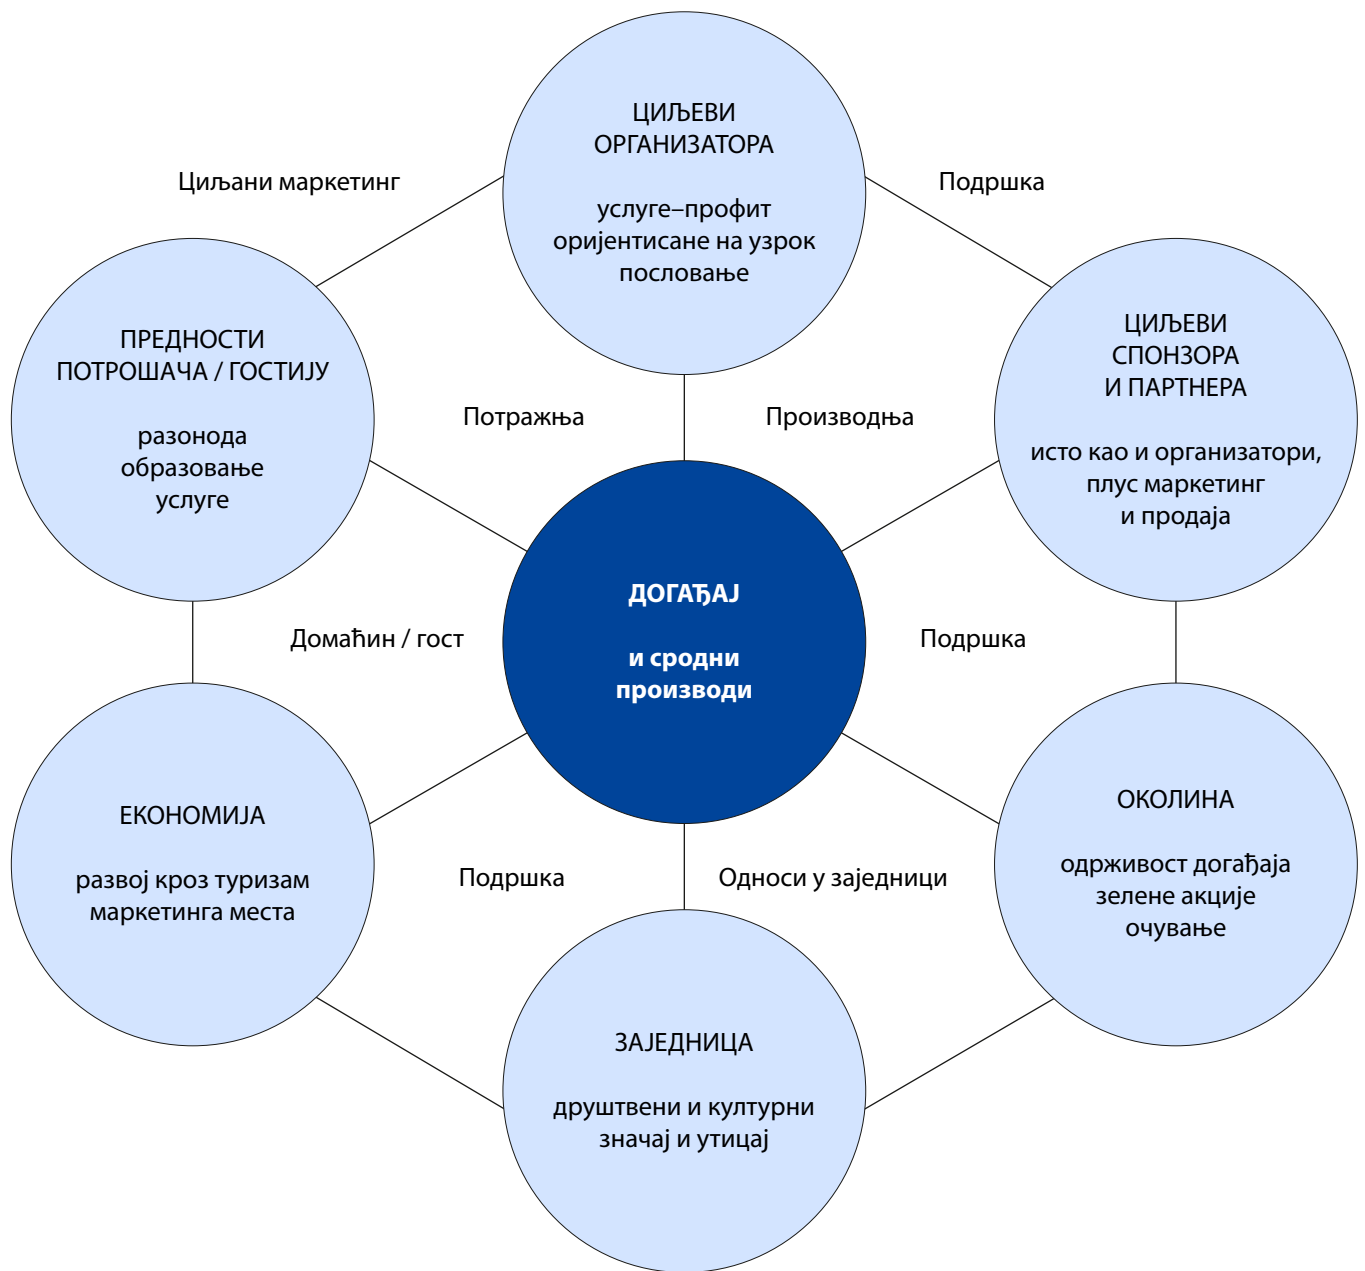 ЦИЉЕВИ
ОРГАНИЗАТОРА
услуге–профит
оријентисане на узрок
пословање
Циљани маркетинг
Подршка
ПРЕДНОСТИ
ПОТРОШАЧА / ГОСТИЈУ
разонода
образовање
услуге
ЦИЉЕВИ
СПОНЗОРА
И ПАРТНЕРА
исто као и организатори,
плус маркетинг
и продаја
Потражња
Производња
ДОГАЂАЈ
и сродни
производи
Домаћин / гост
Подршка
ЕКОНОМИЈА
развој кроз туризам
маркетинга места
ОКОЛИНА
одрживост догађаја
зелене акције
очување
Подршка
Односи у заједници
ЗАЈЕДНИЦА
друштвени и културни
значај и утицај